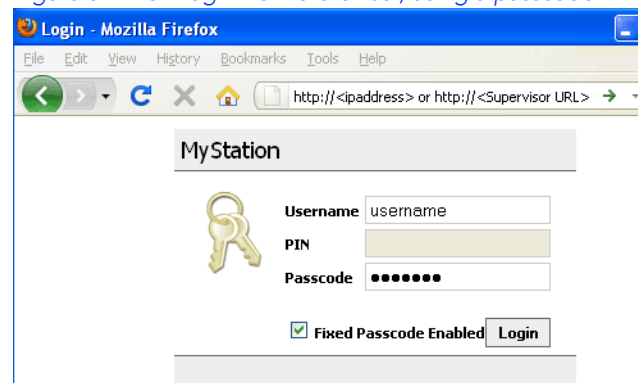 Login - Mozilla Firefox
File Edit View History Bookmarks Tools Help
http://<ipaddress> or http://<Supervisor URL>
MyStation
Username username
PIN
Passcode ●●●●●●●
Fixed Passcode Enabled Login